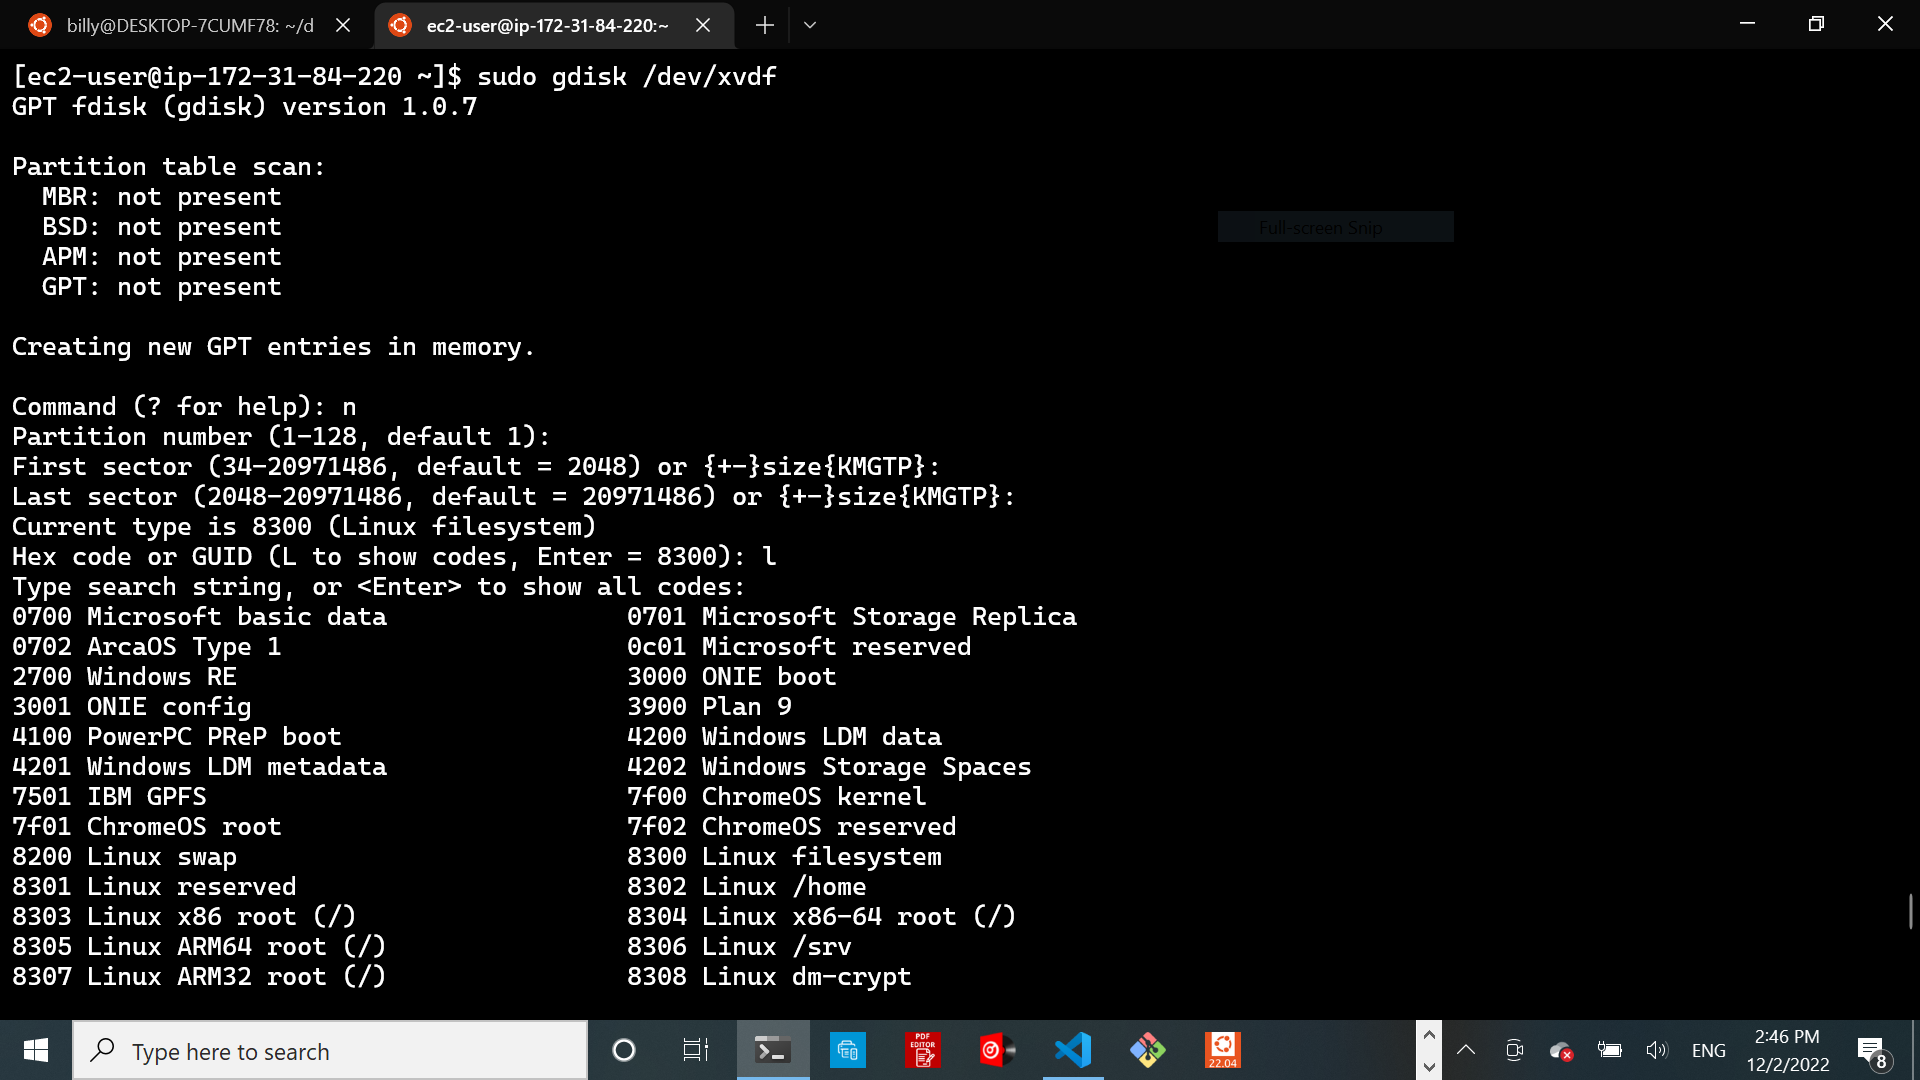 billy@DESKTOP-7CUMF78: ~/d
ec2-user@ip-172-31-84-220:~
[ec2-user@ip-172-31-84-220 ~]$ sudo gdisk /dev/xvdf
GPT fdisk (gdisk) version 1.0.7
Partition table scan:
MBR: not present
BSD: not present
APM: not present
GPT: not present
Full-screen Snip
Creating new GPT entries in memory.
Command (? for help): n
Partition number (1-128, default 1):
First sector (34-20971486, default = 2048) or {+-}size{KMGTP}:
Last sector (2048-20971486, default = 20971486) or {+-}size{KMGTP}:
Current type is 8300 (Linux filesystem)
Hex code or GUID (L to show codes, Enter = 8300): l
Type search string, or <Enter> to show all codes:
0700 Microsoft basic data 0701 Microsoft Storage Replica
0702 ArcaOS Type 1 0c01 Microsoft reserved
2700 Windows RE 3000 ONIE boot
3001 ONIE config 3900 Plan 9
4100 PowerPC PReP boot 4200 Windows LDM data
4201 Windows LDM metadata 4202 Windows Storage Spaces
7501 IBM GPFS 7f00 ChromeOS kernel
7f01 ChromeOS root 7f02 ChromeOS reserved
8200 Linux swap 8300 Linux filesystem
8301 Linux reserved 8302 Linux /home
8303 Linux x86 root (/) 8304 Linux x86-64 root (/)
8305 Linux ARM64 root (/) 8306 Linux /srv
8307 Linux ARM32 root (/) 8308 Linux dm-crypt
Type here to search
PDF EDITOR
22.04
ENG
2:46 PM
12/2/2022
8